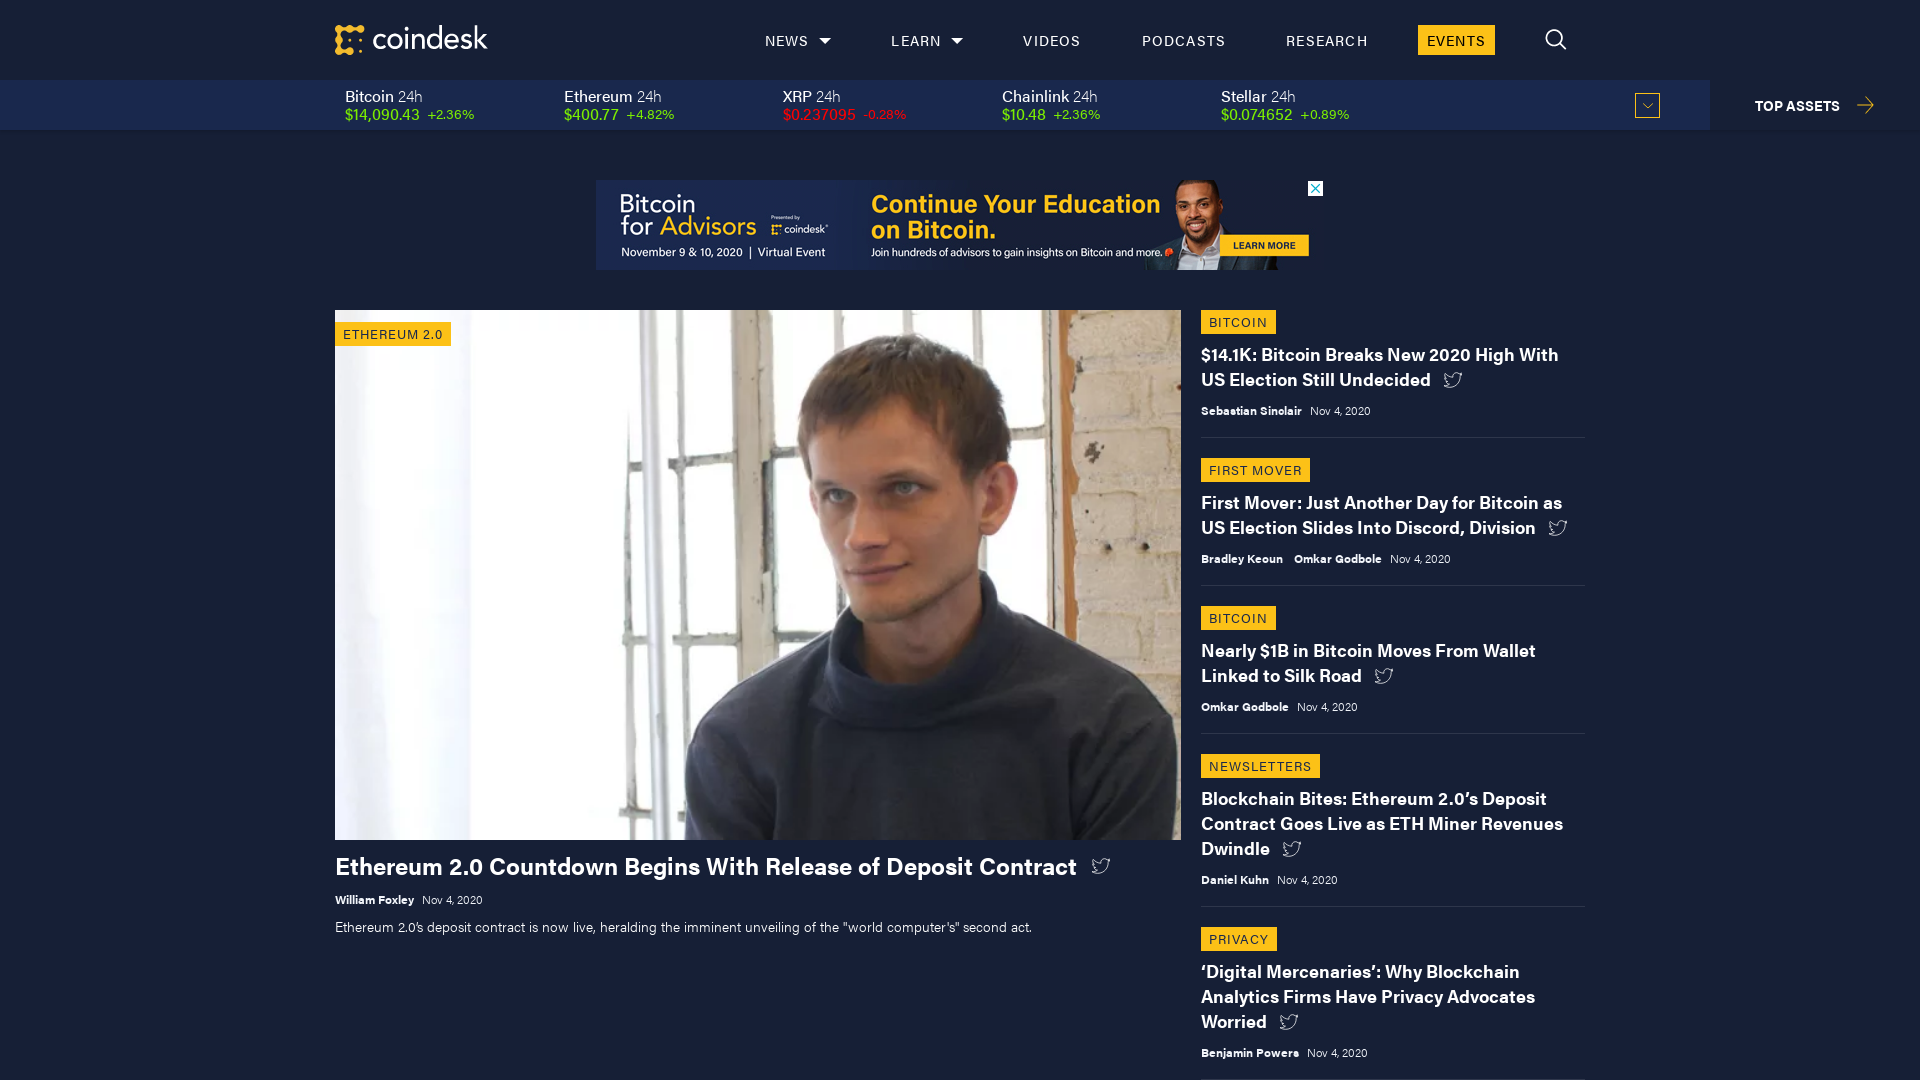 coindesk
NEWS
LEARN
VIDEOS
PODCASTS
RESEARCH
EVENTS
Bitcoin 24h
$14,090.43 +2.36%
Ethereum 24h
$400.77 +4.82%
XRP 24h
$0.237095 -0.28%
Chainlink 24h
$10.48 +2.36%
Stellar 24h
$0.074652 +0.89%
TOP ASSETS
Bitcoin
for Advisors
Presented by
coindesk
November 9 & 10, 2020 | Virtual Event
Continue Your Education
on Bitcoin.
Join hundreds of advisors to gain insights on Bitcoin and more.
LEARN MORE
ETHEREUM 2.0
Ethereum 2.0 Countdown Begins With Release of Deposit Contract
William Foxley Nov 4, 2020
Ethereum 2.0's deposit contract is now live, heralding the imminent unveiling of the "world computer's" second act.
BITCOIN
$14.1K: Bitcoin Breaks New 2020 High With
US Election Still Undecided
Sebastian Sinclair Nov 4, 2020
FIRST MOVER
First Mover: Just Another Day for Bitcoin as
US Election Slides Into Discord, Division
Bradley Keoun Omkar Godbole Nov 4, 2020
BITCOIN
Nearly $1B in Bitcoin Moves From Wallet
Linked to Silk Road
Omkar Godbole Nov 4, 2020
NEWSLETTERS
Blockchain Bites: Ethereum 2.0’s Deposit
Contract Goes Live as ETH Miner Revenues
Dwindle
Daniel Kuhn Nov 4, 2020
PRIVACY
‘Digital Mercenaries’: Why Blockchain
Analytics Firms Have Privacy Advocates
Worried
Benjamin Powers Nov 4, 2020